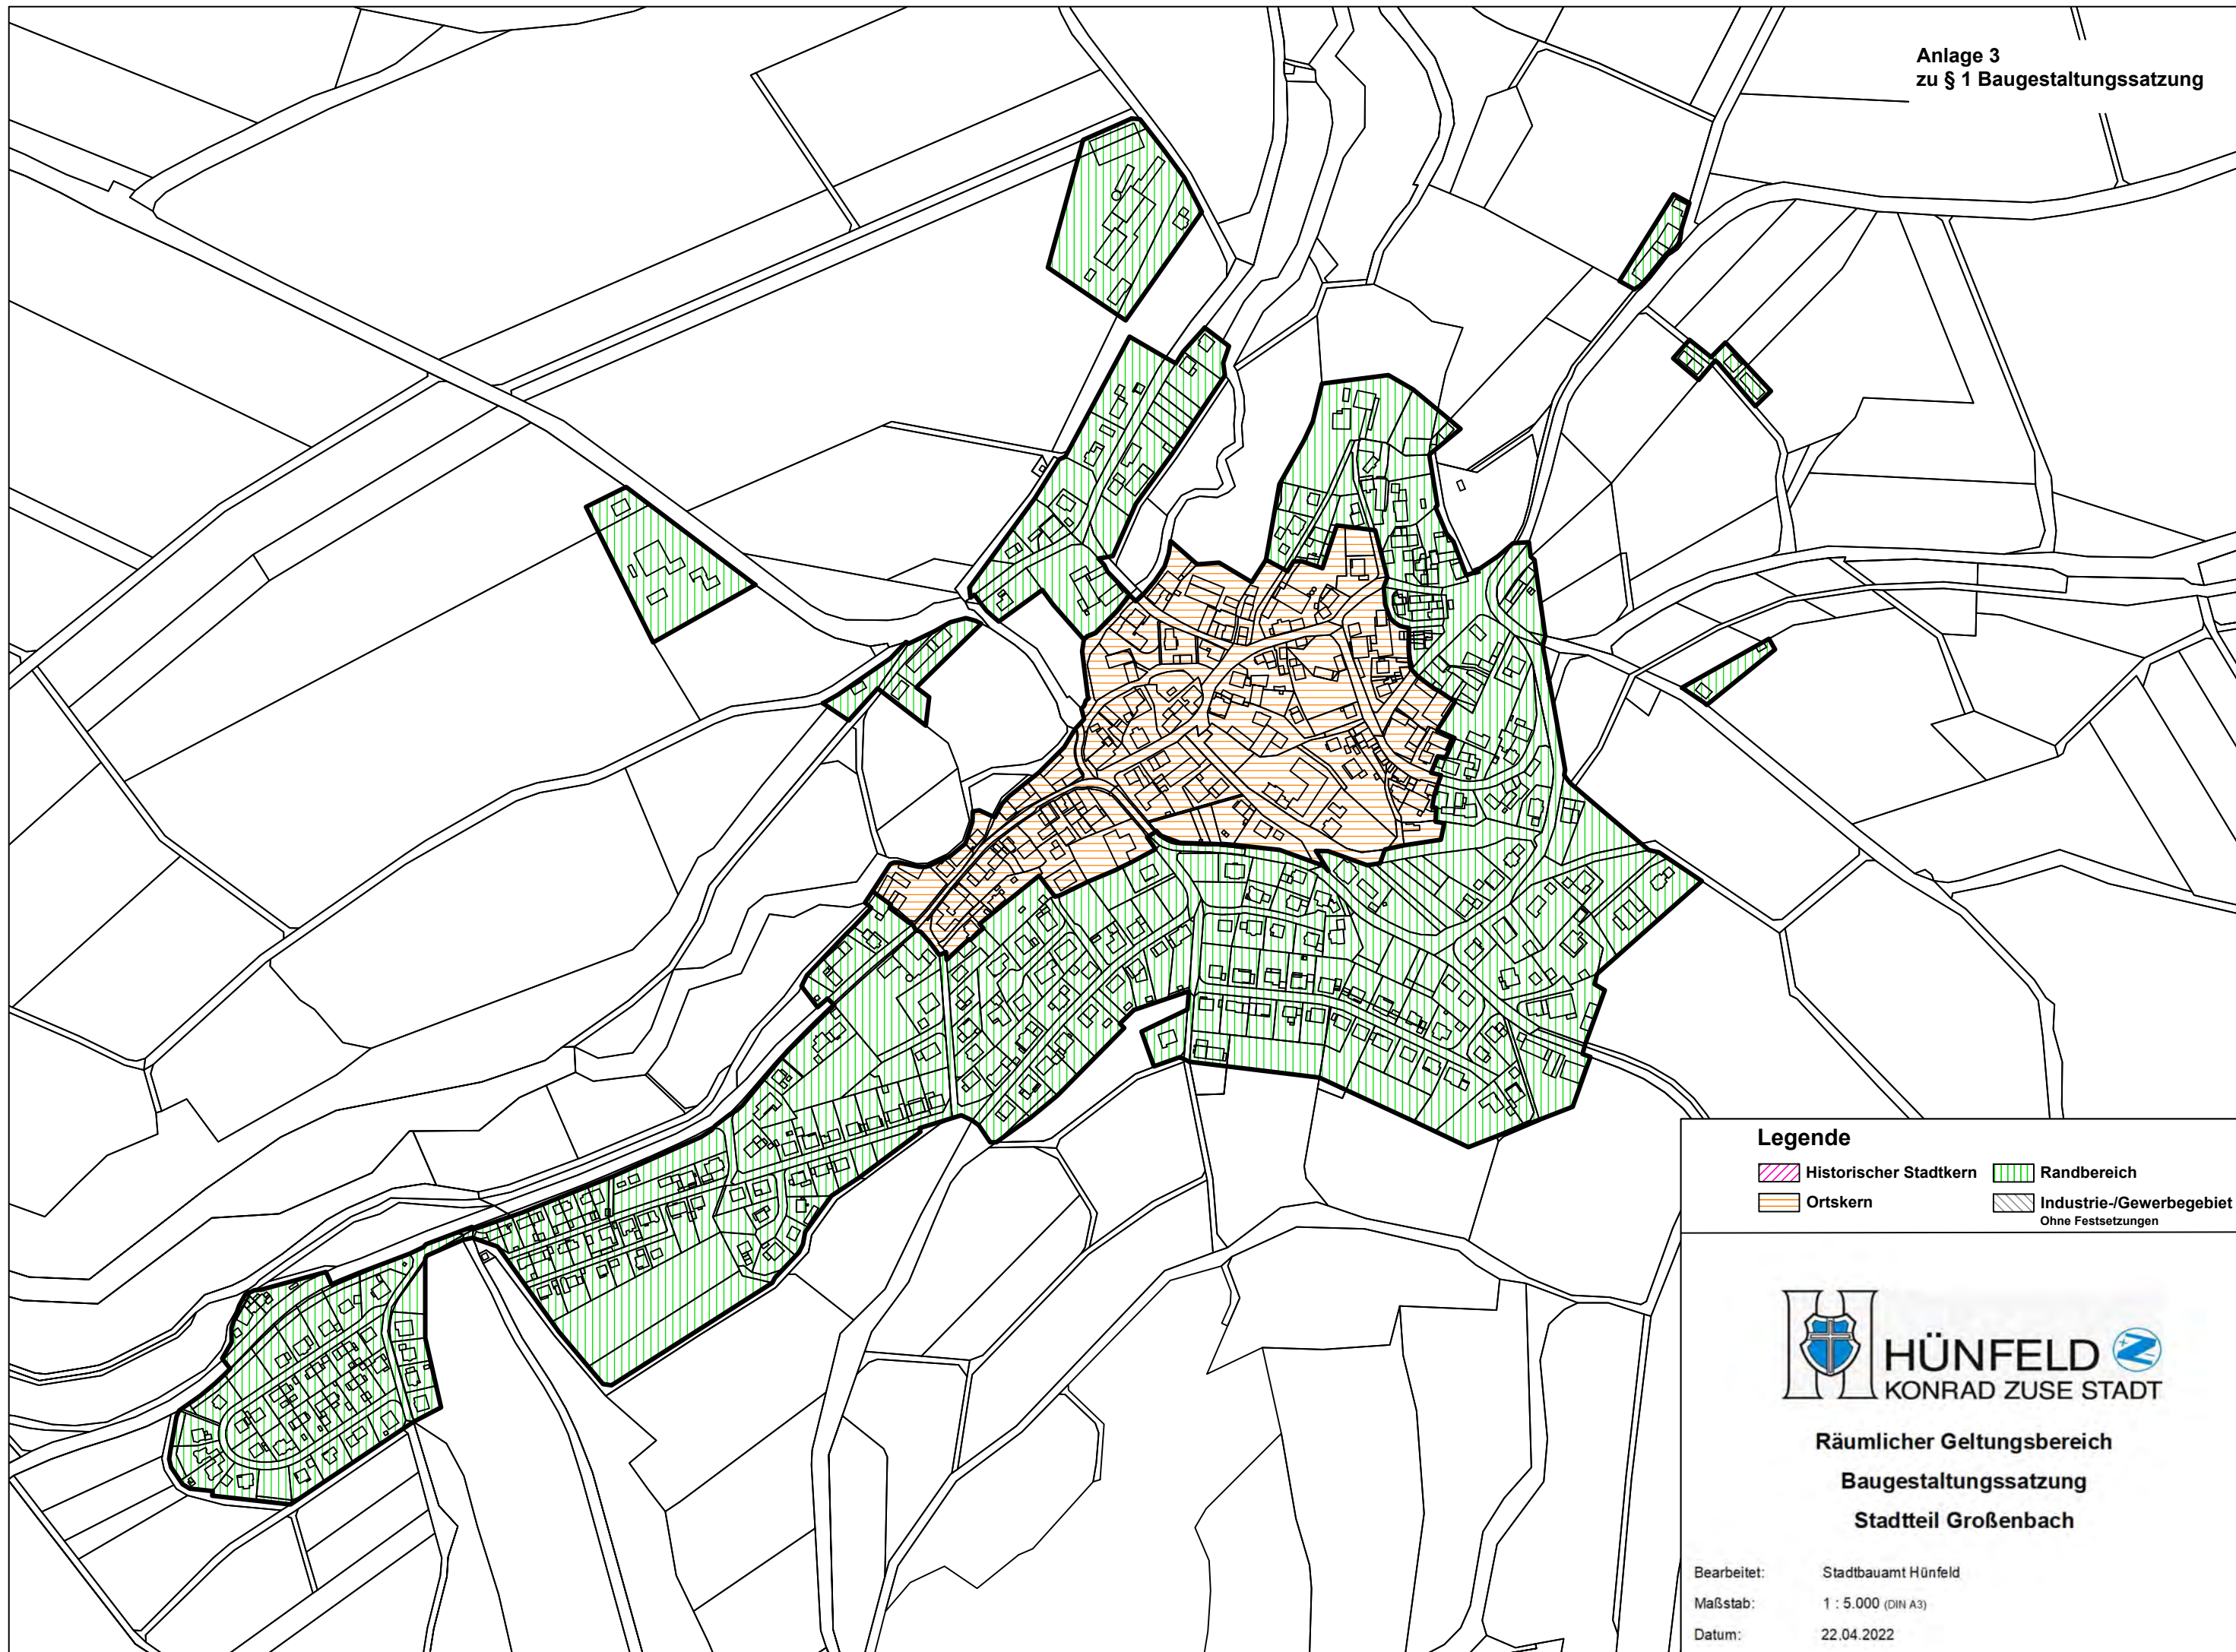 Anlage 3
zu § 1 Baugestaltungssatzung
Legende
Historischer Stadtkern
Randbereich
Ortskern
Industrie-/Gewerbegebiet
Ohne Festsetzungen
HÜNFELD
KONRAD ZUSE STADT
Räumlicher Geltungsbereich
Baugestaltungssatzung
Stadtteil Großenbach
Bearbeitet: Stadtbauamt Hünfeld
Maßstab: 1 : 5.000 (DIN A3)
Datum: 22.04.2022